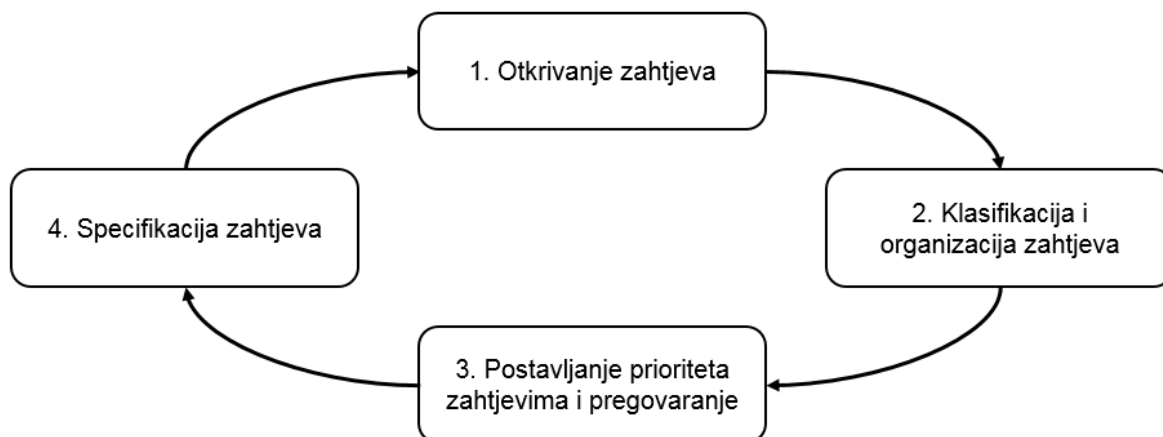 1. Otkrivanje zahtjeva
2. Klasifikacija i
organizacija zahtjeva
3. Postavljanje prioriteta
zahtjevima i pregovaranje
4. Specifikacija zahtjeva